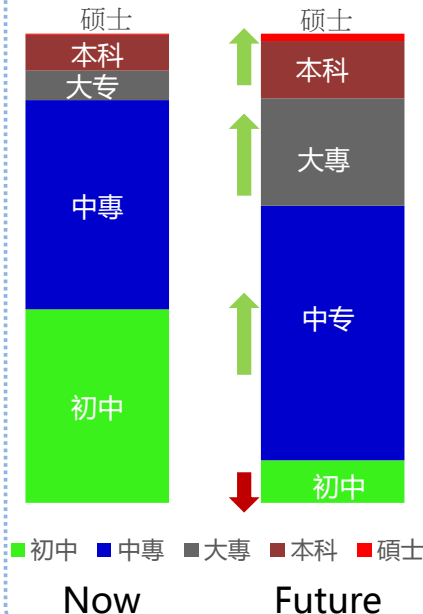 硕士
本科
大专
中專
初中
硕士
本科
大專
中专
初中
初中 中專 大專 本科 碩士
Now Future